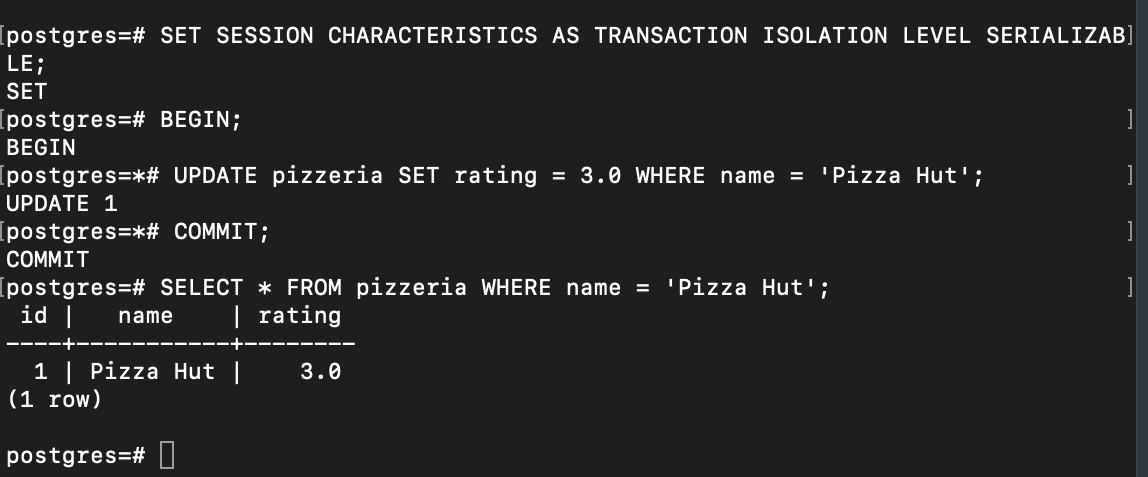 [postgres=# SET SESSION CHARACTERISTICS AS TRANSACTION ISOLATION LEVEL SERIALIZAB]
LE;
SET
[postgres=# BEGIN; ]
BEGIN
[postgres=*# UPDATE pizzeria SET rating = 3.0 WHERE name = 'Pizza Hut'; ]
UPDATE 1
[postgres=*# COMMIT; ]
COMMIT
[postgres=# SELECT * FROM pizzeria WHERE name = 'Pizza Hut'; ]
 id |   name    | rating
----+-----------+--------
  1 | Pizza Hut |    3.0
(1 row)
postgres=#